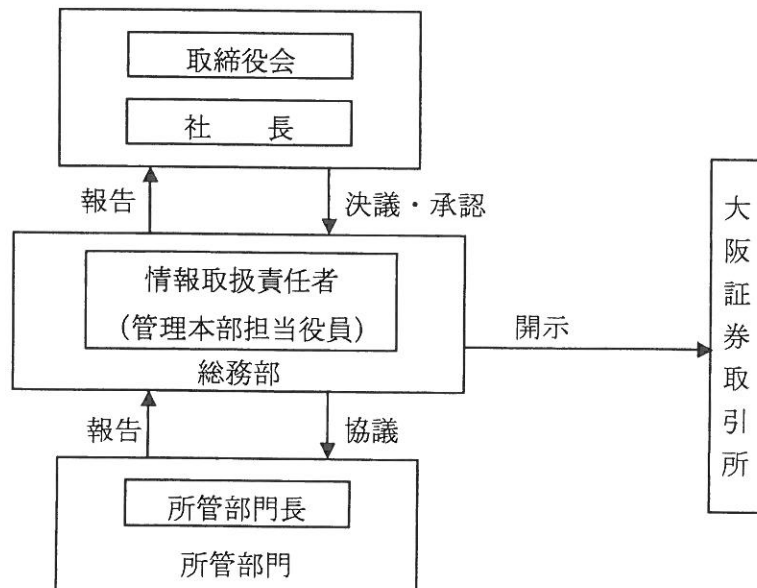 取締役会
社　　長
報告
決議・承認
情報取扱責任者
（管理本部担当役員）
総務部
開示
大阪証券取引所
報告
協議
所管部門長
所管部門